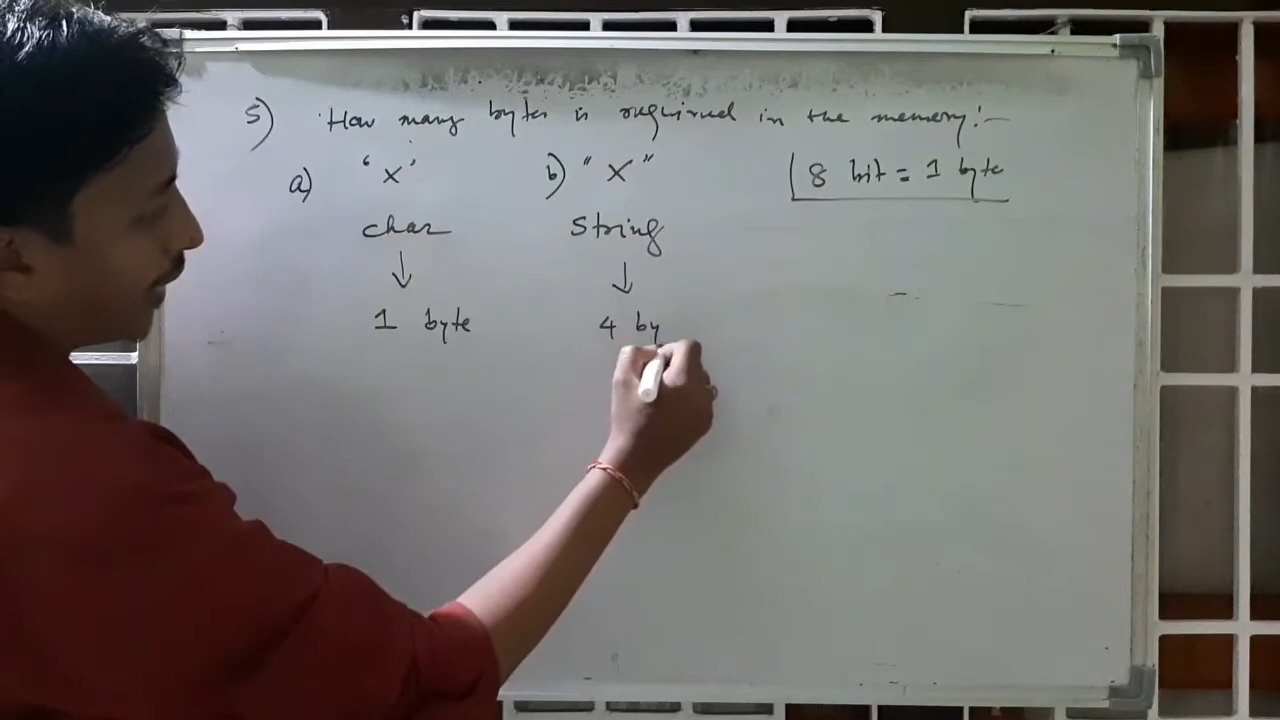 5) How many bytes is required in the memory:-
a) 'X' b) "X" 8 bit = 1 byte
char string
↓ ↓
1 byte 4 by